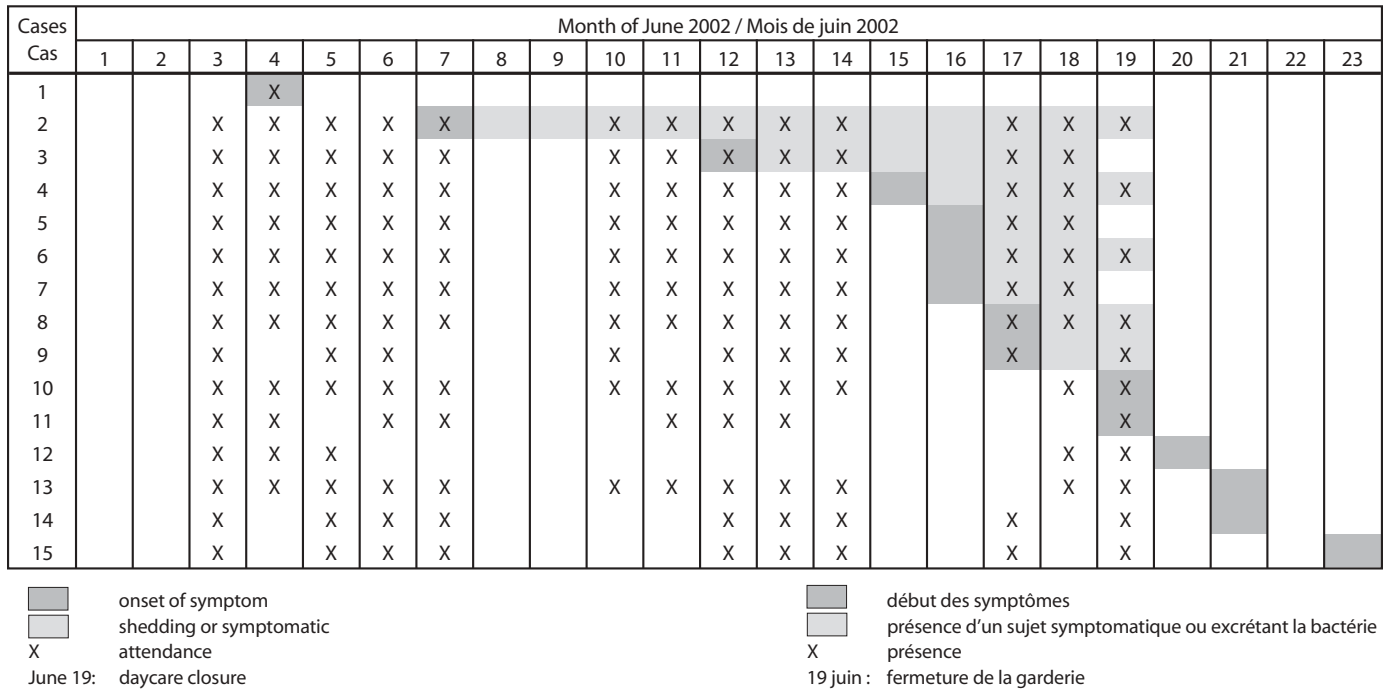 Cases Month of June 2002 / Mois de juin 2002
Cas 1 2 3 4 5 6 7 8 9 10 11 12 13 14 15 16 17 18 19 20 21 22 23
1 X
2 X X X X X X X X X X X X X
3 X X X X X X X X X X X X
4 X X X X X X X X X X X X X
5 X X X X X X X X X X X X
6 X X X X X X X X X X X X X
7 X X X X X X X X X X X X
8 X X X X X X X X X X X X X
9 X X X X X X X X X
10 X X X X X X X X X X X X
11 X X X X X X X X
12 X X X X X
13 X X X X X X X X X X X X
14 X X X X X X X X X
15 X X X X X X X X X
onset of symptom
shedding or symptomatic
X attendance
June 19: daycare closure
début des symptômes
présence d'un sujet symptomatique ou excrétant la bactérie
X présence
19 juin : fermeture de la garderie